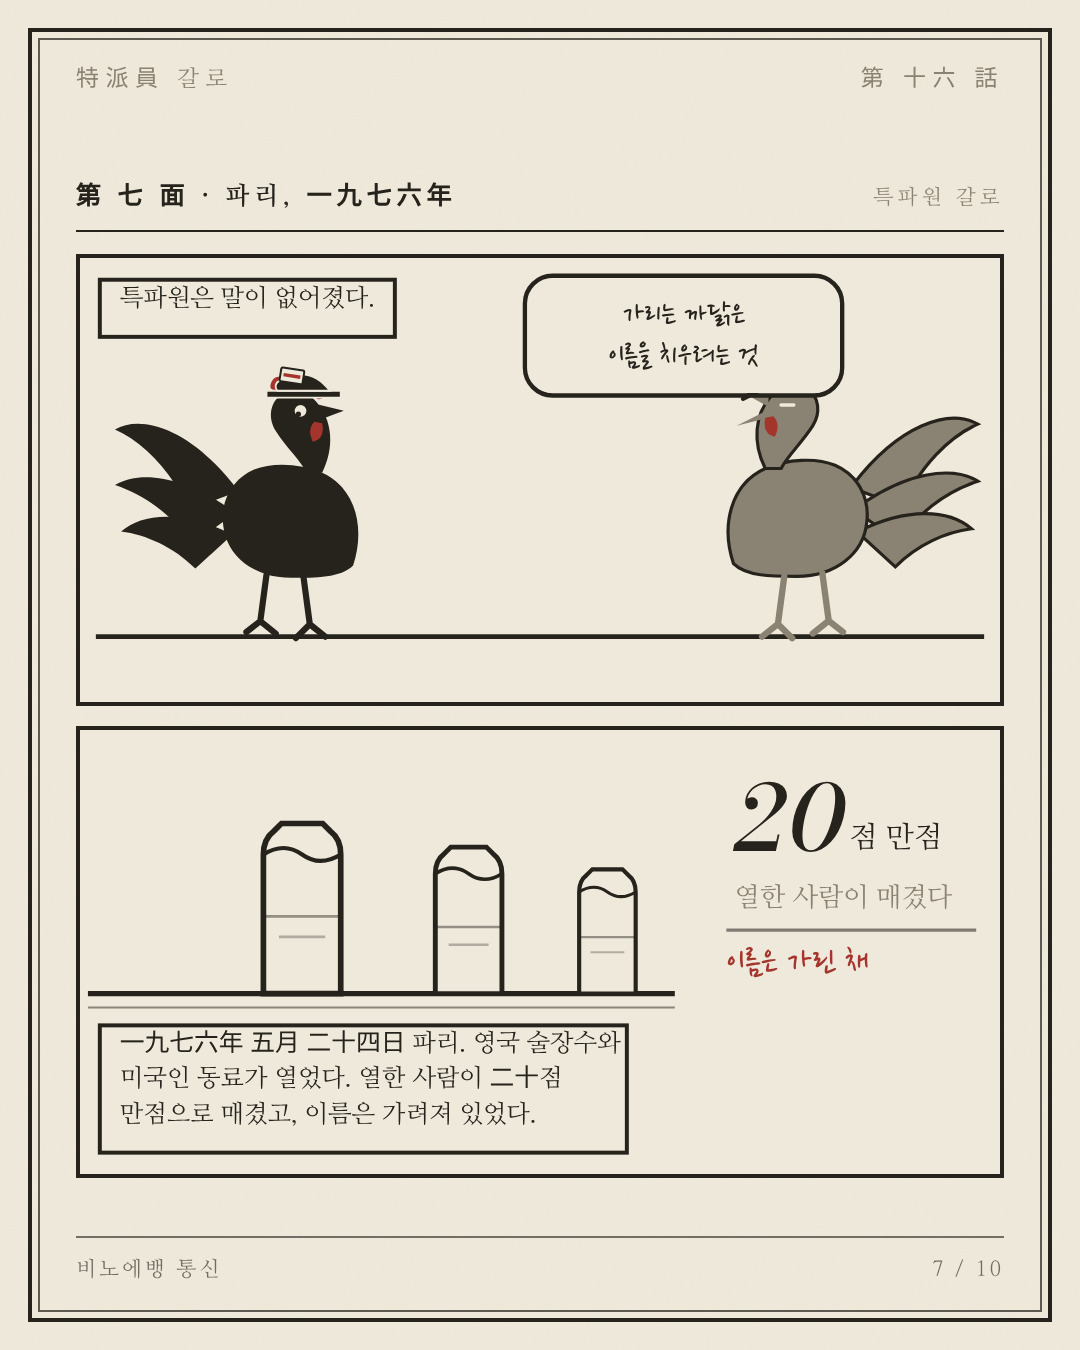 特派員 갈로
第 十六 話
第 七 面 · 파리, 一九七六年
특파원 갈로
특파원은 말이 없어졌다.
가리는 까닭은
이름을 치우려는 것
20점 만점
열한 사람이 매겼다
이름은 가린 채
一九七六年 五月 二十四日 파리. 영국 술장수와
미국인 동료가 열었다. 열한 사람이 二十점
만점으로 매겼고, 이름은 가려져 있었다.
비노에뱅 통신
7 / 10